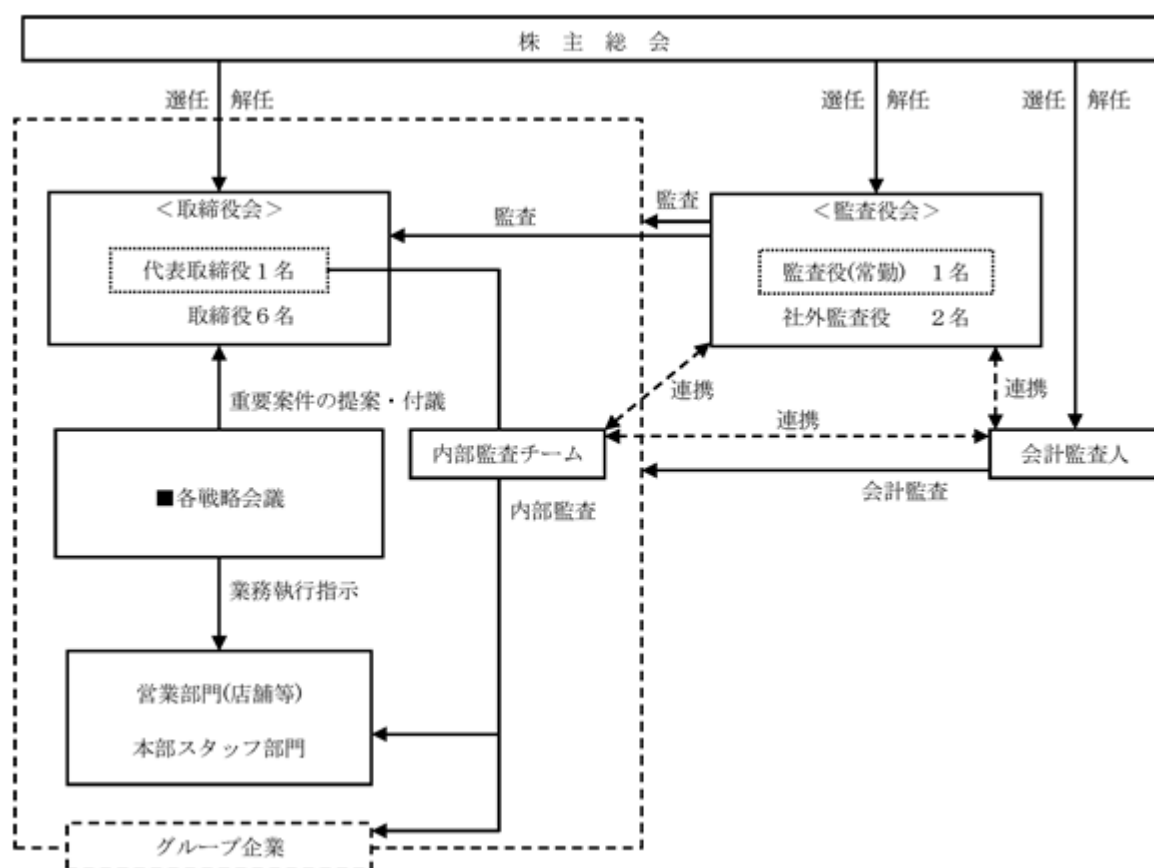 株 主 総 会
選任 解任
選任 解任
選任 解任
<取締役会>
代表取締役1名
取締役6名
監査
監査
<監査役会>
監査役(常勤) 1名
社外監査役 2名
重要案件の提案・付議
連携
連携
連携
■各戦略会議
内部監査チーム
会計監査人
会計監査
内部監査
業務執行指示
営業部門(店舗等)
本部スタッフ部門
グループ企業